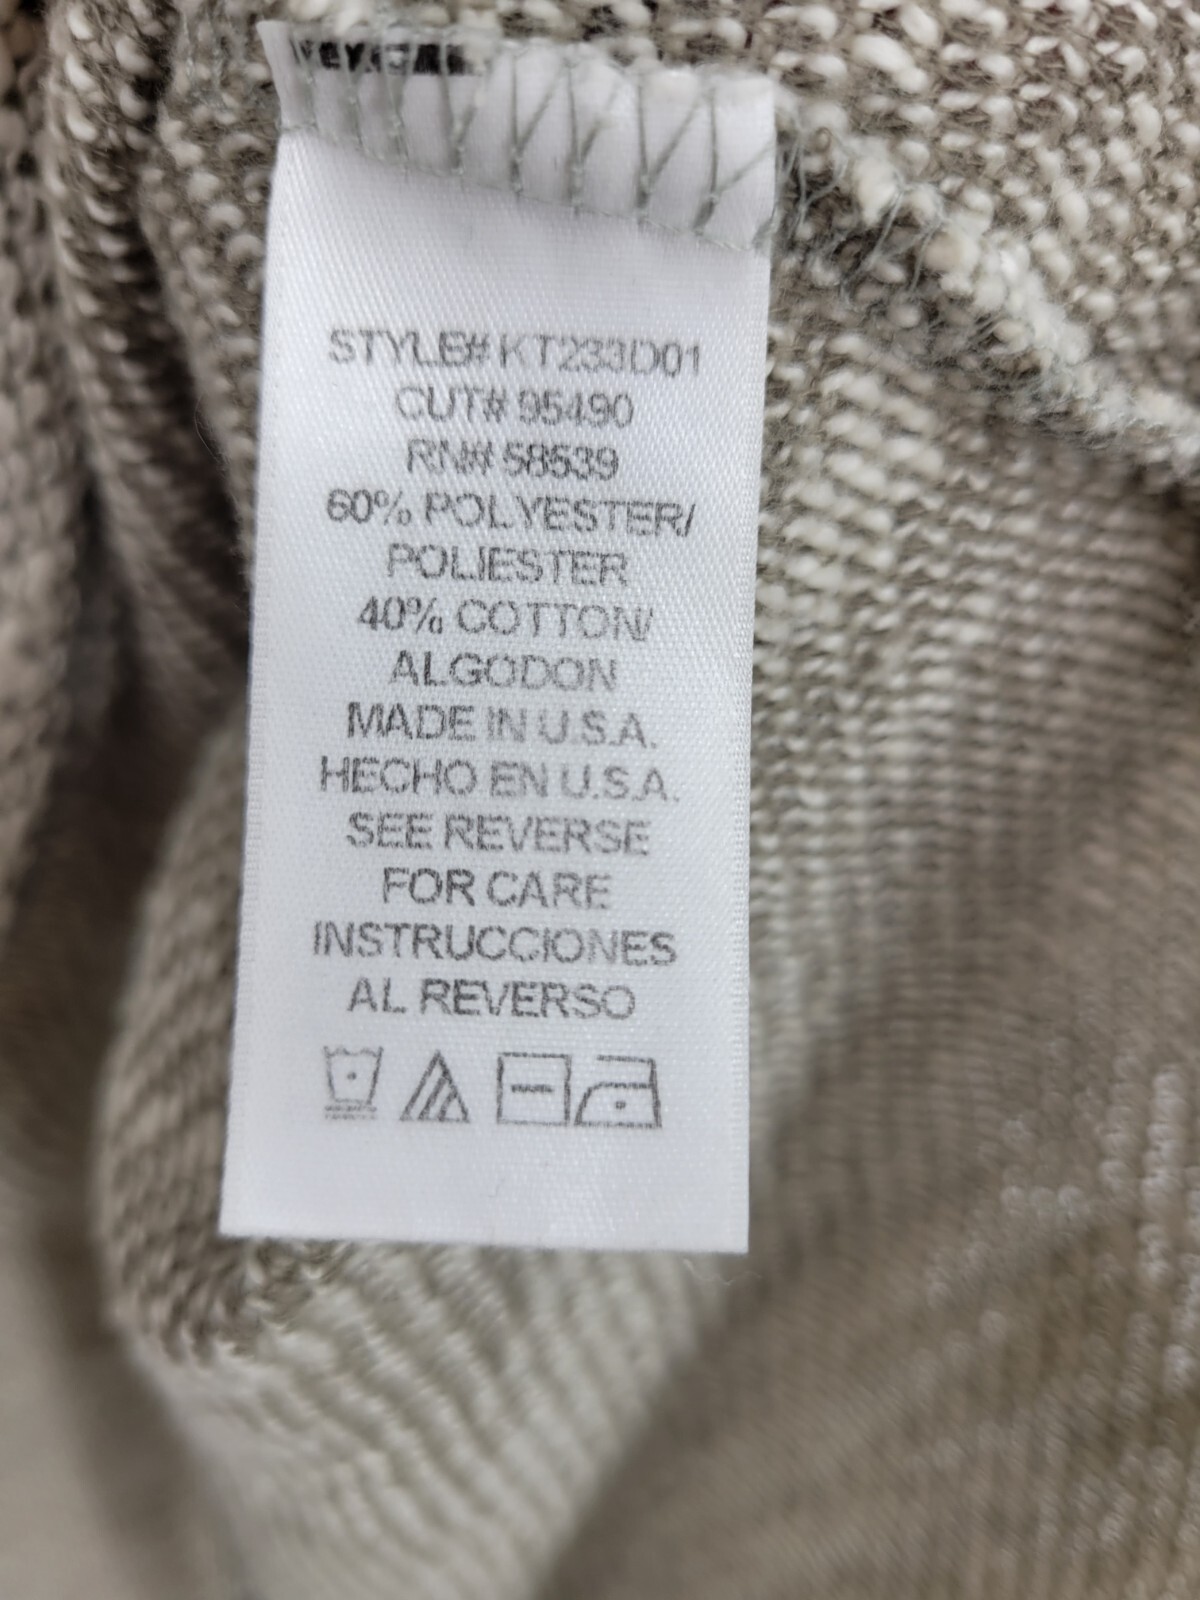 STYLE# KT233D01
CUT# 95490
RN# 58539
60% POLYESTER/
POLIESTER
40% COTTON/
ALGODON
MADE IN U.S.A.
HECHO EN U.S.A.
SEE REVERSE
FOR CARE
INSTRUCCIONES
AL REVERSO